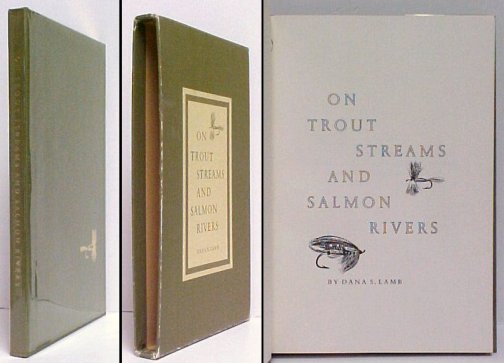 ON TROUT STREAMS AND SALMON RIVERS
ON
TROUT
STREAMS
AND
SALMON
RIVERS
DANA S. LAMB
ON
TROUT
STREAMS
AND
SALMON
RIVERS
BY DANA S. LAMB